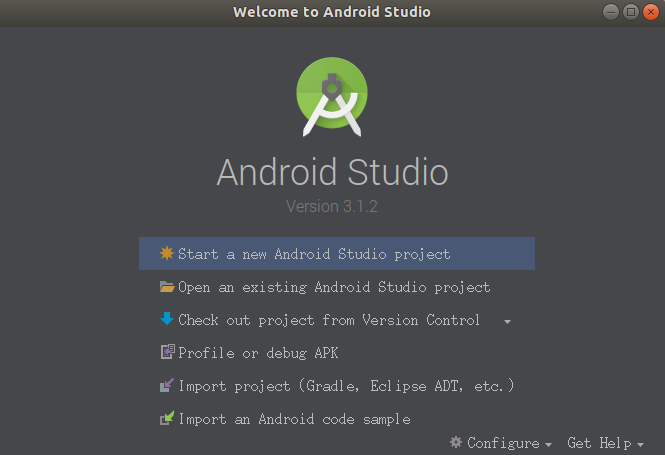 Welcome to Android Studio
Android Studio
Version 3.1.2
Start a new Android Studio project
Open an existing Android Studio project
Check out project from Version Control
Profile or debug APK
Import project (Gradle, Eclipse ADT, etc.)
Import an Android code sample
Configure Get Help